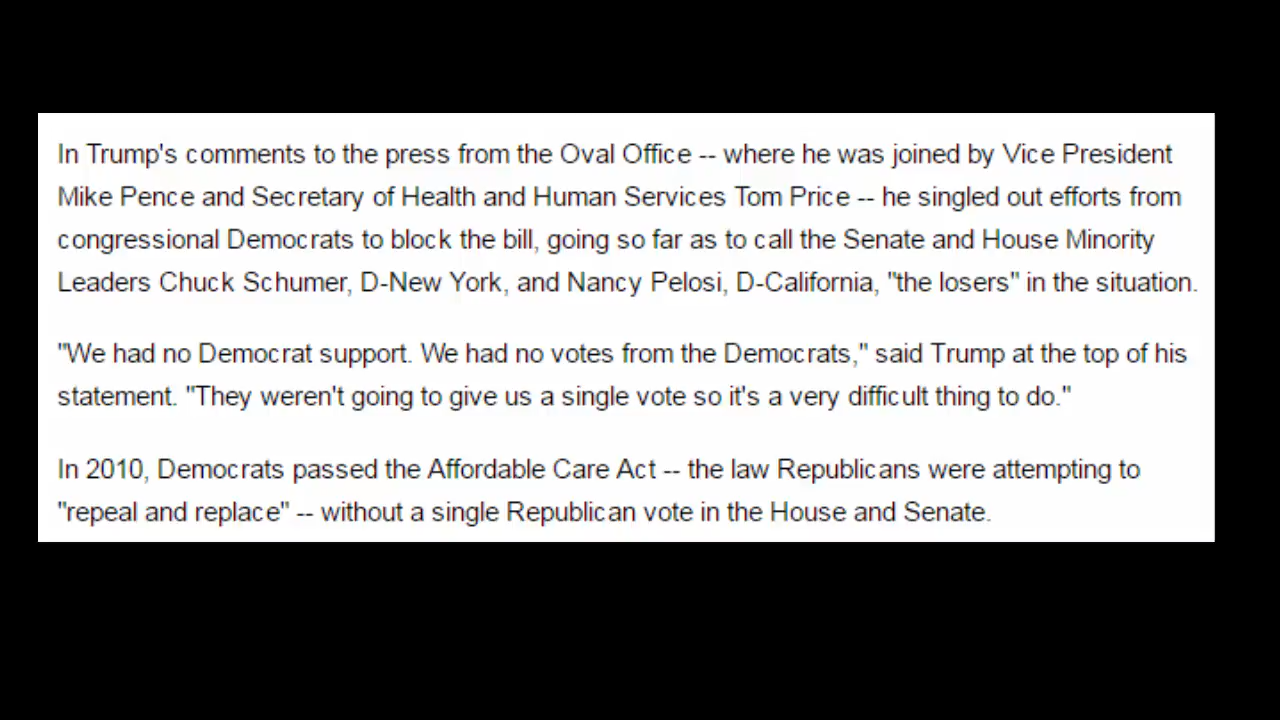 In Trump's comments to the press from the Oval Office -- where he was joined by Vice President
Mike Pence and Secretary of Health and Human Services Tom Price -- he singled out efforts from
congressional Democrats to block the bill, going so far as to call the Senate and House Minority
Leaders Chuck Schumer, D-New York, and Nancy Pelosi, D-California, "the losers" in the situation.
"We had no Democrat support. We had no votes from the Democrats," said Trump at the top of his
statement. "They weren't going to give us a single vote so it's a very difficult thing to do."
In 2010, Democrats passed the Affordable Care Act -- the law Republicans were attempting to
"repeal and replace" -- without a single Republican vote in the House and Senate.